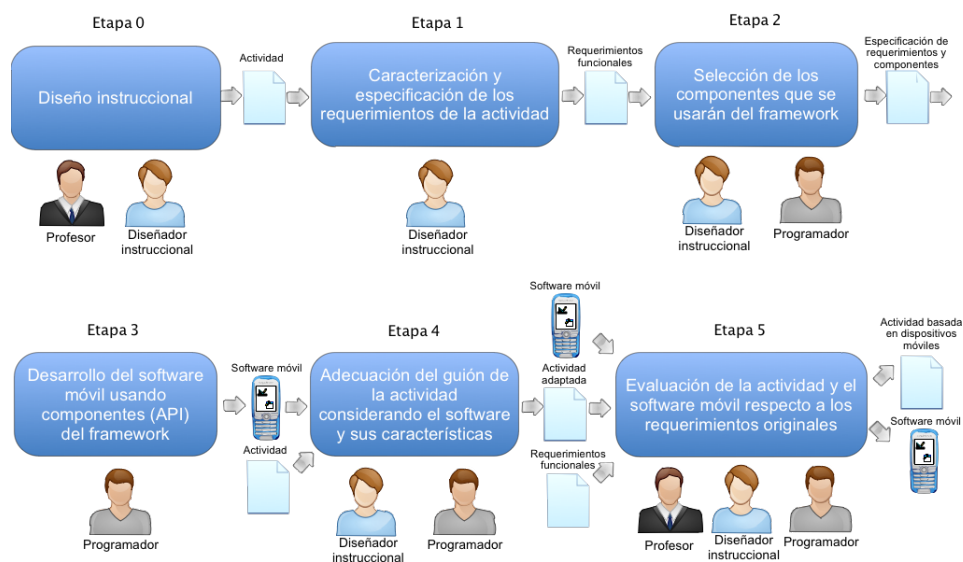 Etapa 0
Etapa 1
Etapa 2
Diseño instruccional
Actividad
Caracterización y
especificación de los
requerimientos de la actividad
Requerimientos
funcionales
Selección de los
componentes que se
usarán del framework
Especificación de
requerimientos y
componentes
Profesor
Diseñador
instruccional
Diseñador
instruccional
Diseñador
instruccional
Programador
Etapa 3
Etapa 4
Etapa 5
Desarrollo del software
móvil usando
componentes (API)
del framework
Software móvil
Actividad
Adecuación del guión de
la actividad
considerando el software
y sus características
Software móvil
Actividad
adaptada
Requerimientos
funcionales
Evaluación de la actividad y el
software móvil respecto a los
requerimientos originales
Actividad basada
en dispositivos
móviles
Software móvil
Programador
Diseñador
instruccional
Programador
Profesor
Diseñador
instruccional
Programador